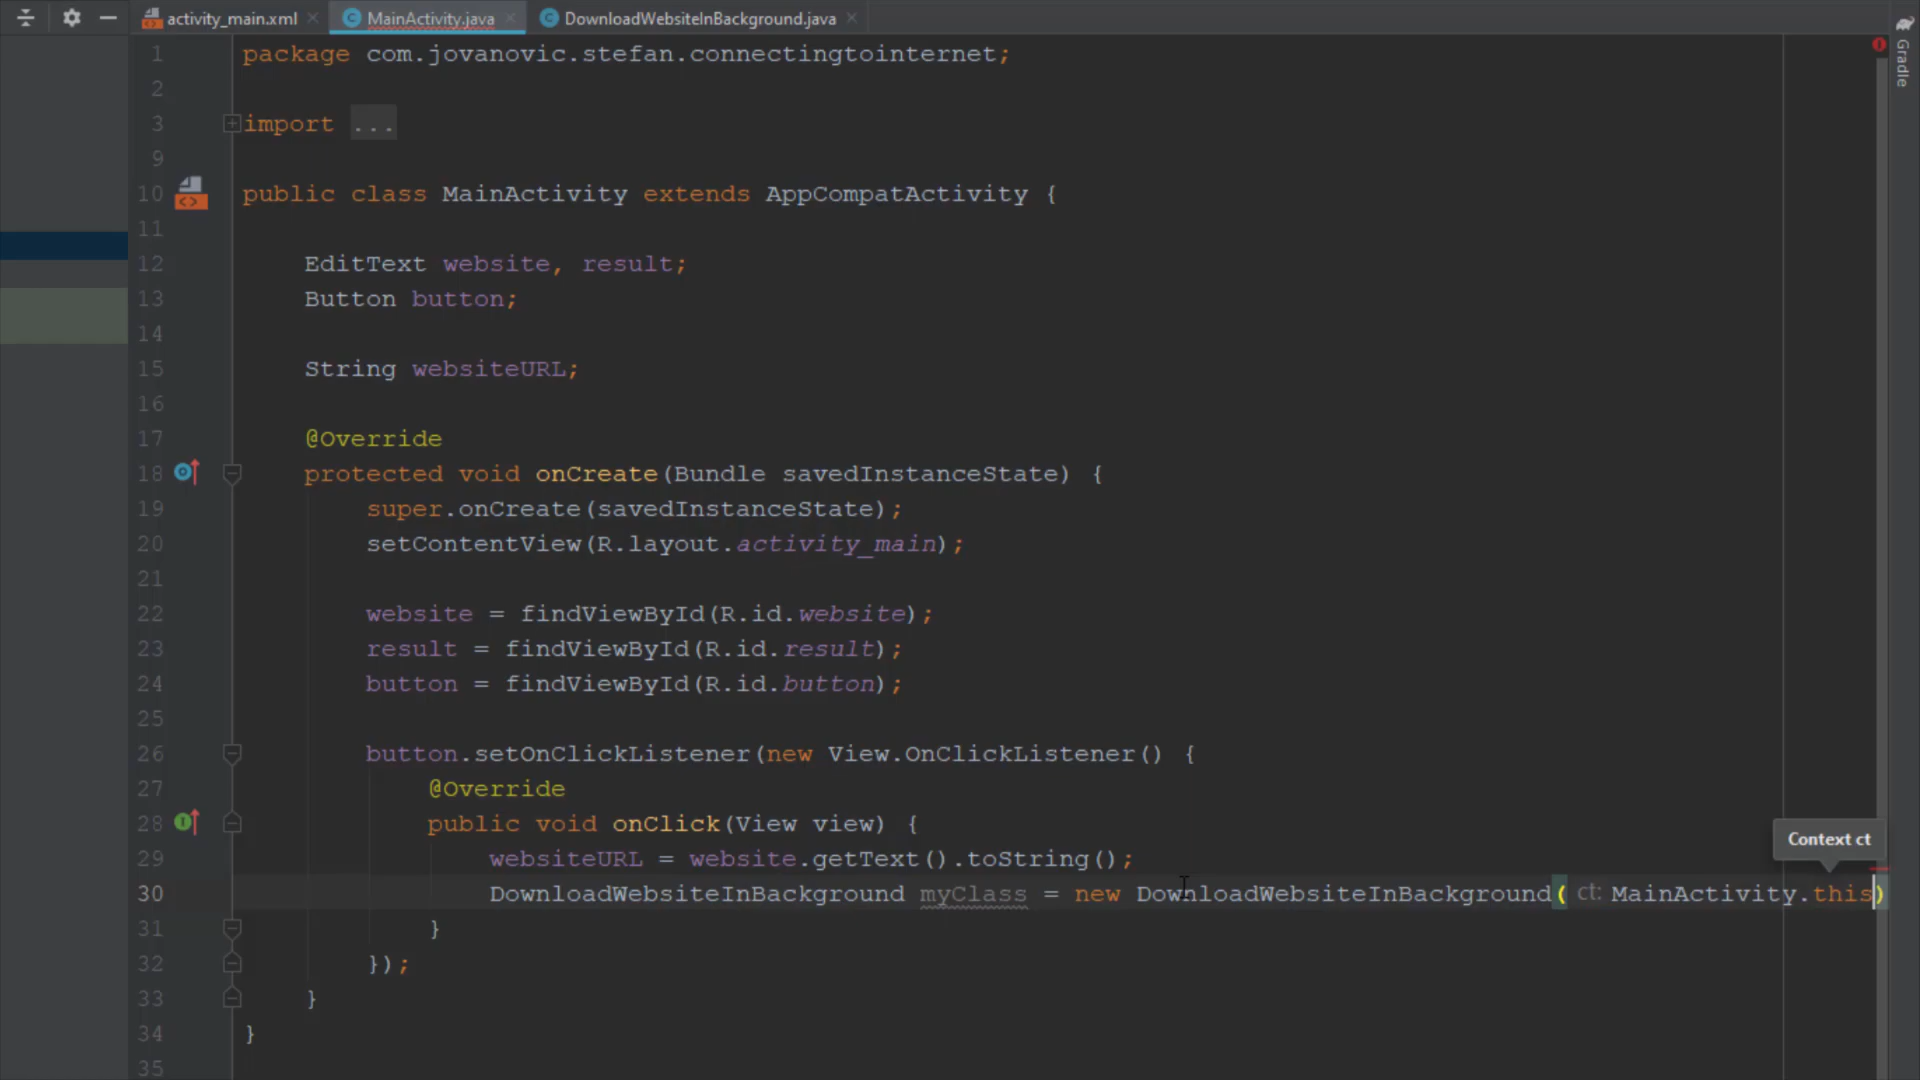 activity_main.xml MainActivity.java DownloadWebsiteInBackground.java
Gradle
1 package com.jovanovic.stefan.connectingtointernet;
2
3 import ...
9
10 public class MainActivity extends AppCompatActivity {
11
12 EditText website, result;
13 Button button;
14
15 String websiteURL;
16
17 @Override
18 protected void onCreate(Bundle savedInstanceState) {
19 super.onCreate(savedInstanceState);
20 setContentView(R.layout.activity_main);
21
22 website = findViewById(R.id.website);
23 result = findViewById(R.id.result);
24 button = findViewById(R.id.button);
25
26 button.setOnClickListener(new View.OnClickListener() {
27 @Override
28 public void onClick(View view) {
Context ct
29 websiteURL = website.getText().toString();
30 DownloadWebsiteInBackground myClass = new DownloadWebsiteInBackground( ct: MainActivity.this)
31 }
32 });
33 }
34 }
35